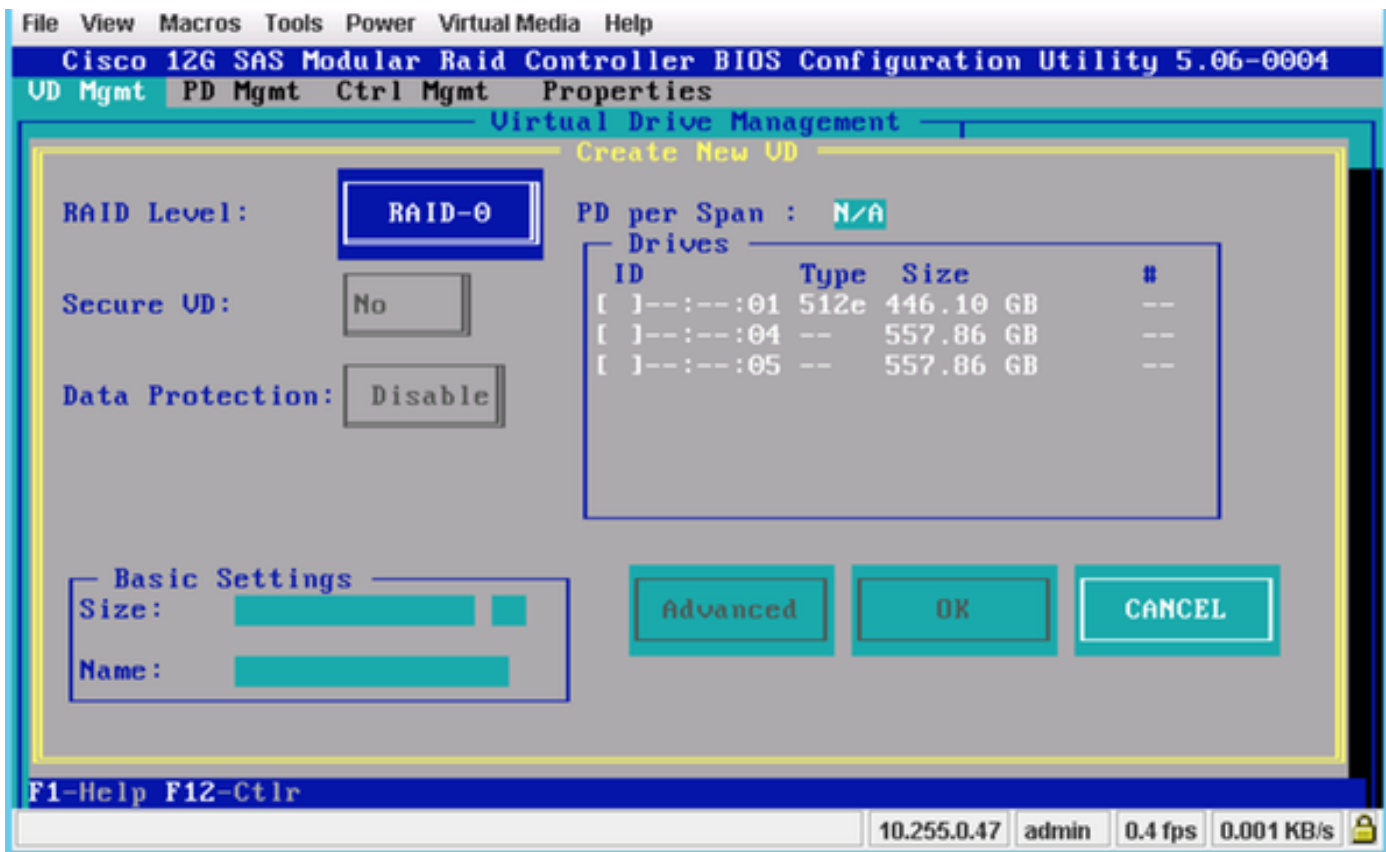 File View Macros Tools Power Virtual Media Help
Cisco 12G SAS Modular Raid Controller BIOS Configuration Utility 5.06-0004
VD Mgmt PD Mgmt Ctrl Mgmt Properties
Virtual Drive Management
Create New VD
RAID Level: RAID-0 PD per Span : N/A
Drives
ID Type Size #
Secure VD: No [ ]--:--:01 512e 446.10 GB --
[ ]--:--:04 -- 557.86 GB --
[ ]--:--:05 -- 557.86 GB --
Data Protection: Disable
Basic Settings
Size: Advanced OK CANCEL
Name:
F1-Help F12-Ctlr
10.255.0.47 admin 0.4 fps 0.001 KB/s